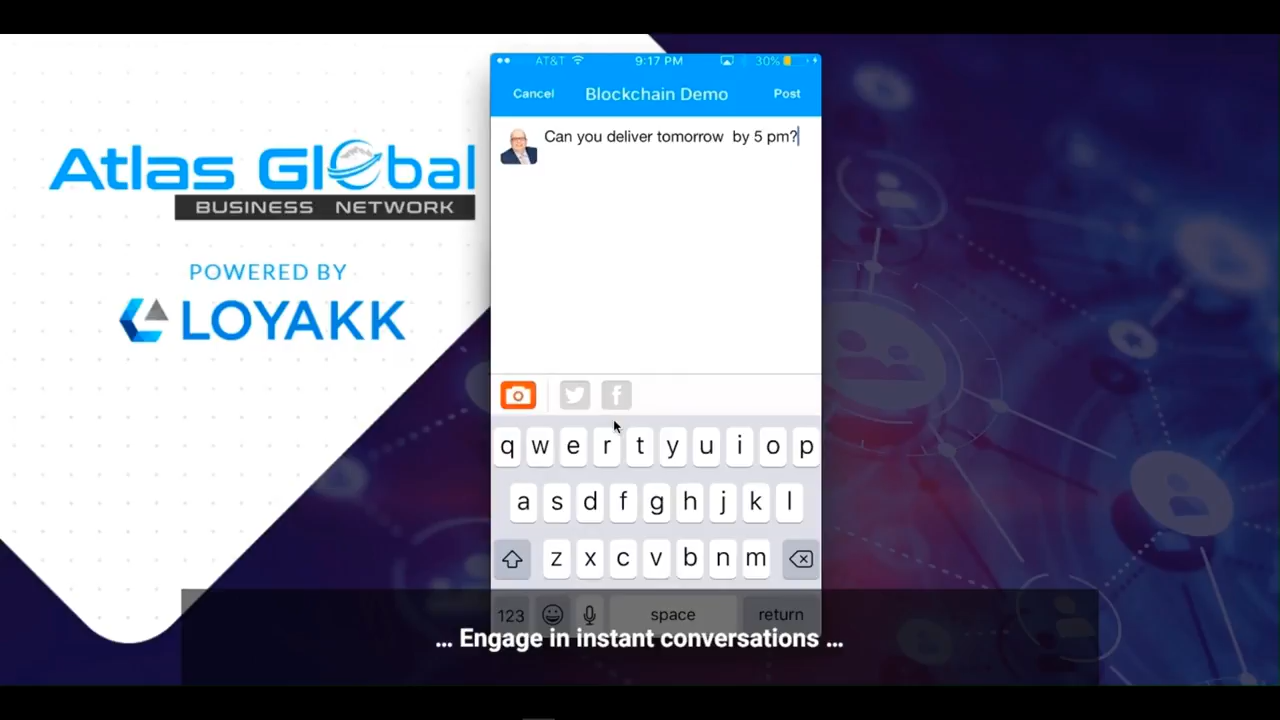 Atlas Global
BUSINESS NETWORK
POWERED BY
LOYAKK
AT&T 9:17 PM 30%
Cancel Blockchain Demo Post
Can you deliver tomorrow  by 5 pm?
q w e r t y u i o p
a s d f g h j k l
z x c v b n m
123 space return
... Engage in instant conversations ...